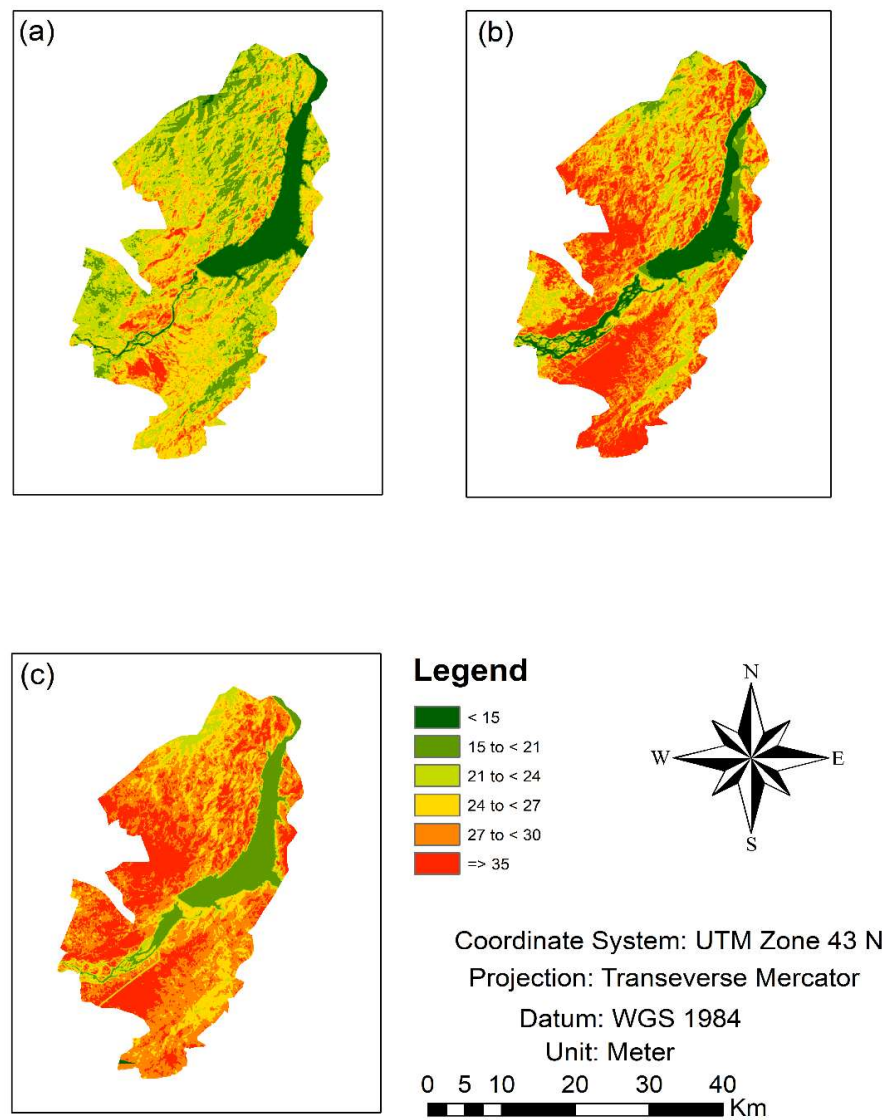 (a)
(b)
(c)
Legend
< 15
15 to < 21
21 to < 24
24 to < 27
27 to < 30
=> 35
N
W E
S
Coordinate System: UTM Zone 43 N
Projection: Transeverse Mercator
Datum: WGS 1984
Unit: Meter
0 5 10 20 30 40
Km